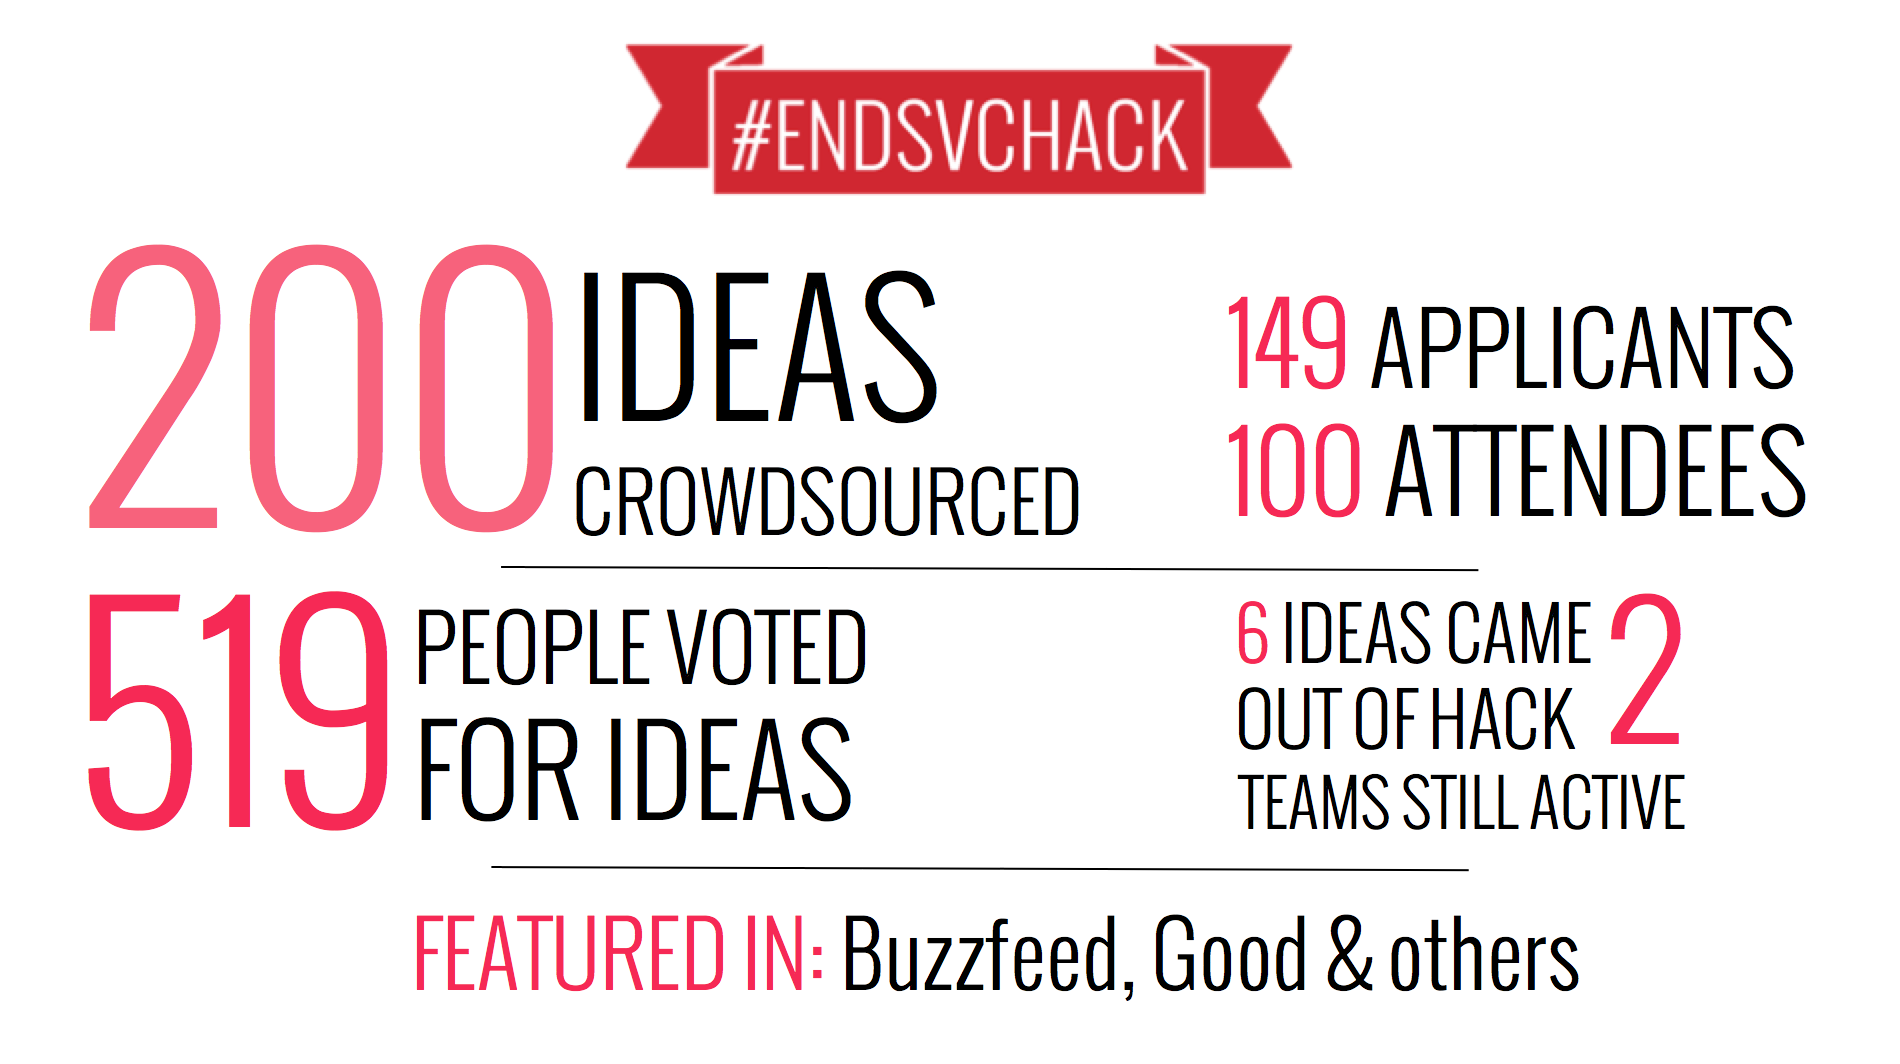 #ENDSVCHACK
200 IDEAS
CROWDSOURCED
149 APPLICANTS
100 ATTENDEES
519 PEOPLE VOTED
FOR IDEAS
6 IDEAS CAME
OUT OF HACK
2
TEAMS STILL ACTIVE
FEATURED IN: Buzzfeed, Good & others